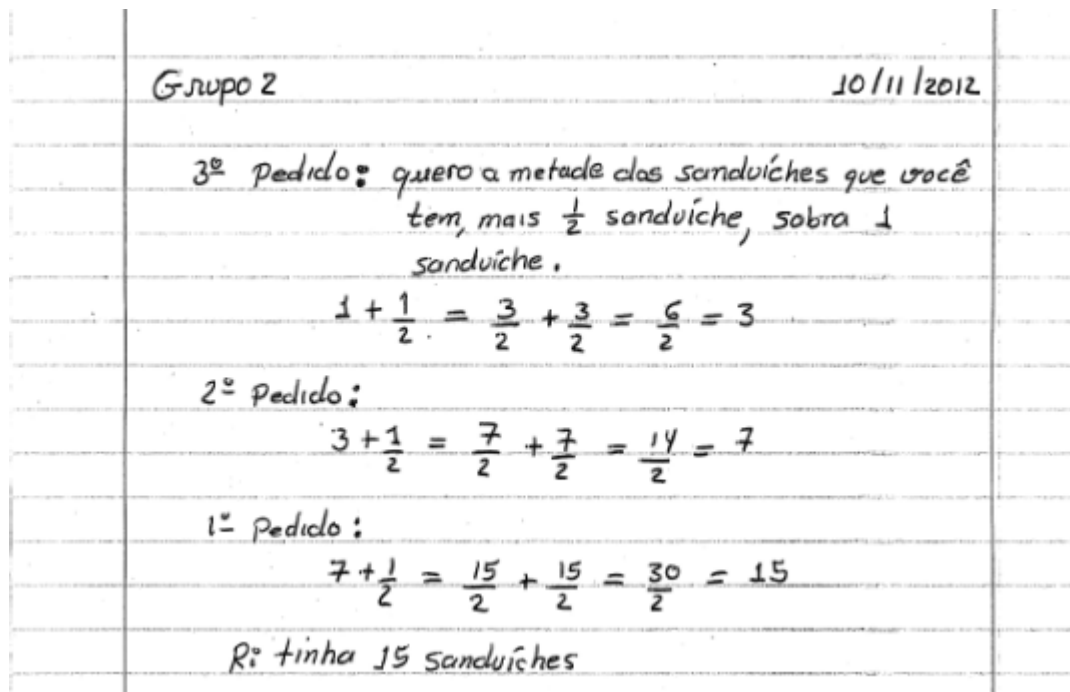 Grupo 2 10/11/2012
3º Pedido: quero a metade dos sanduíches que você
tem, mais 1/2 sanduíche, sobra 1
sanduíche.
1 + 1/2 = 3/2 + 3/2 = 6/2 = 3
2º Pedido:
3 + 1/2 = 7/2 + 7/2 = 14/2 = 7
1º Pedido:
7 + 1/2 = 15/2 + 15/2 = 30/2 = 15
R: tinha 15 sanduíches